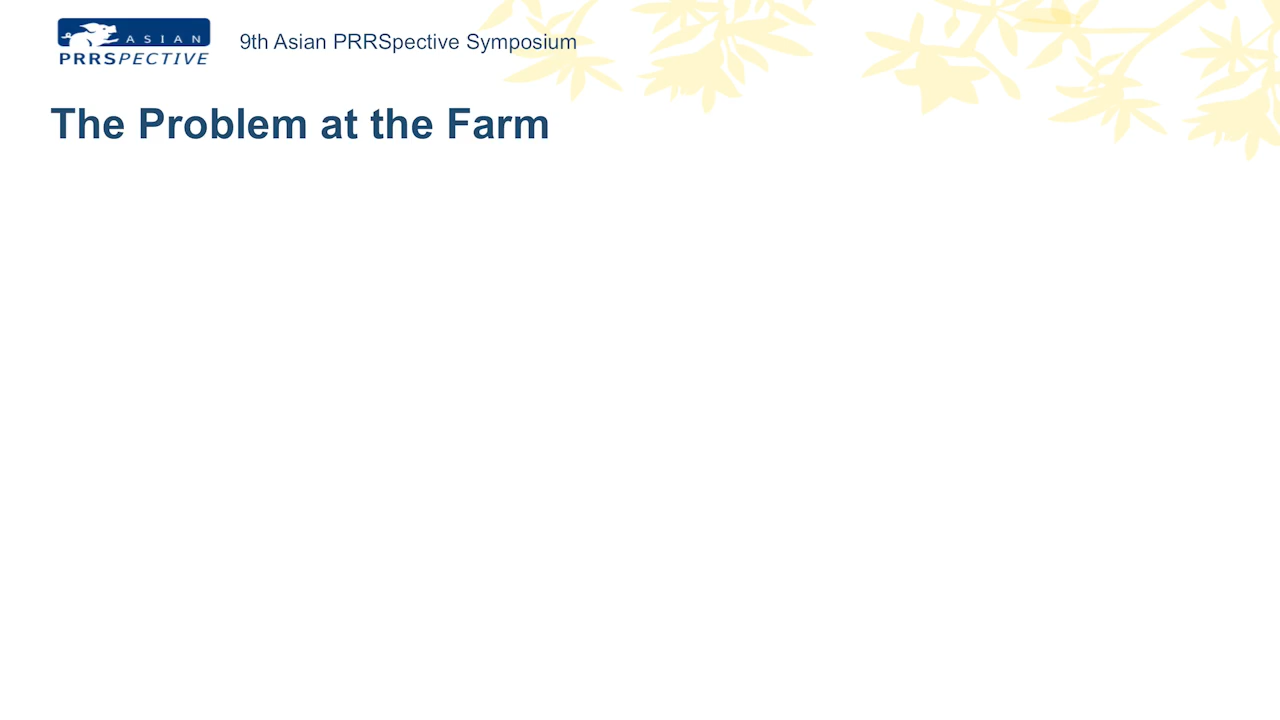 ASIAN
PRRSPECTIVE
9th Asian PRRSpective Symposium
The Problem at the Farm